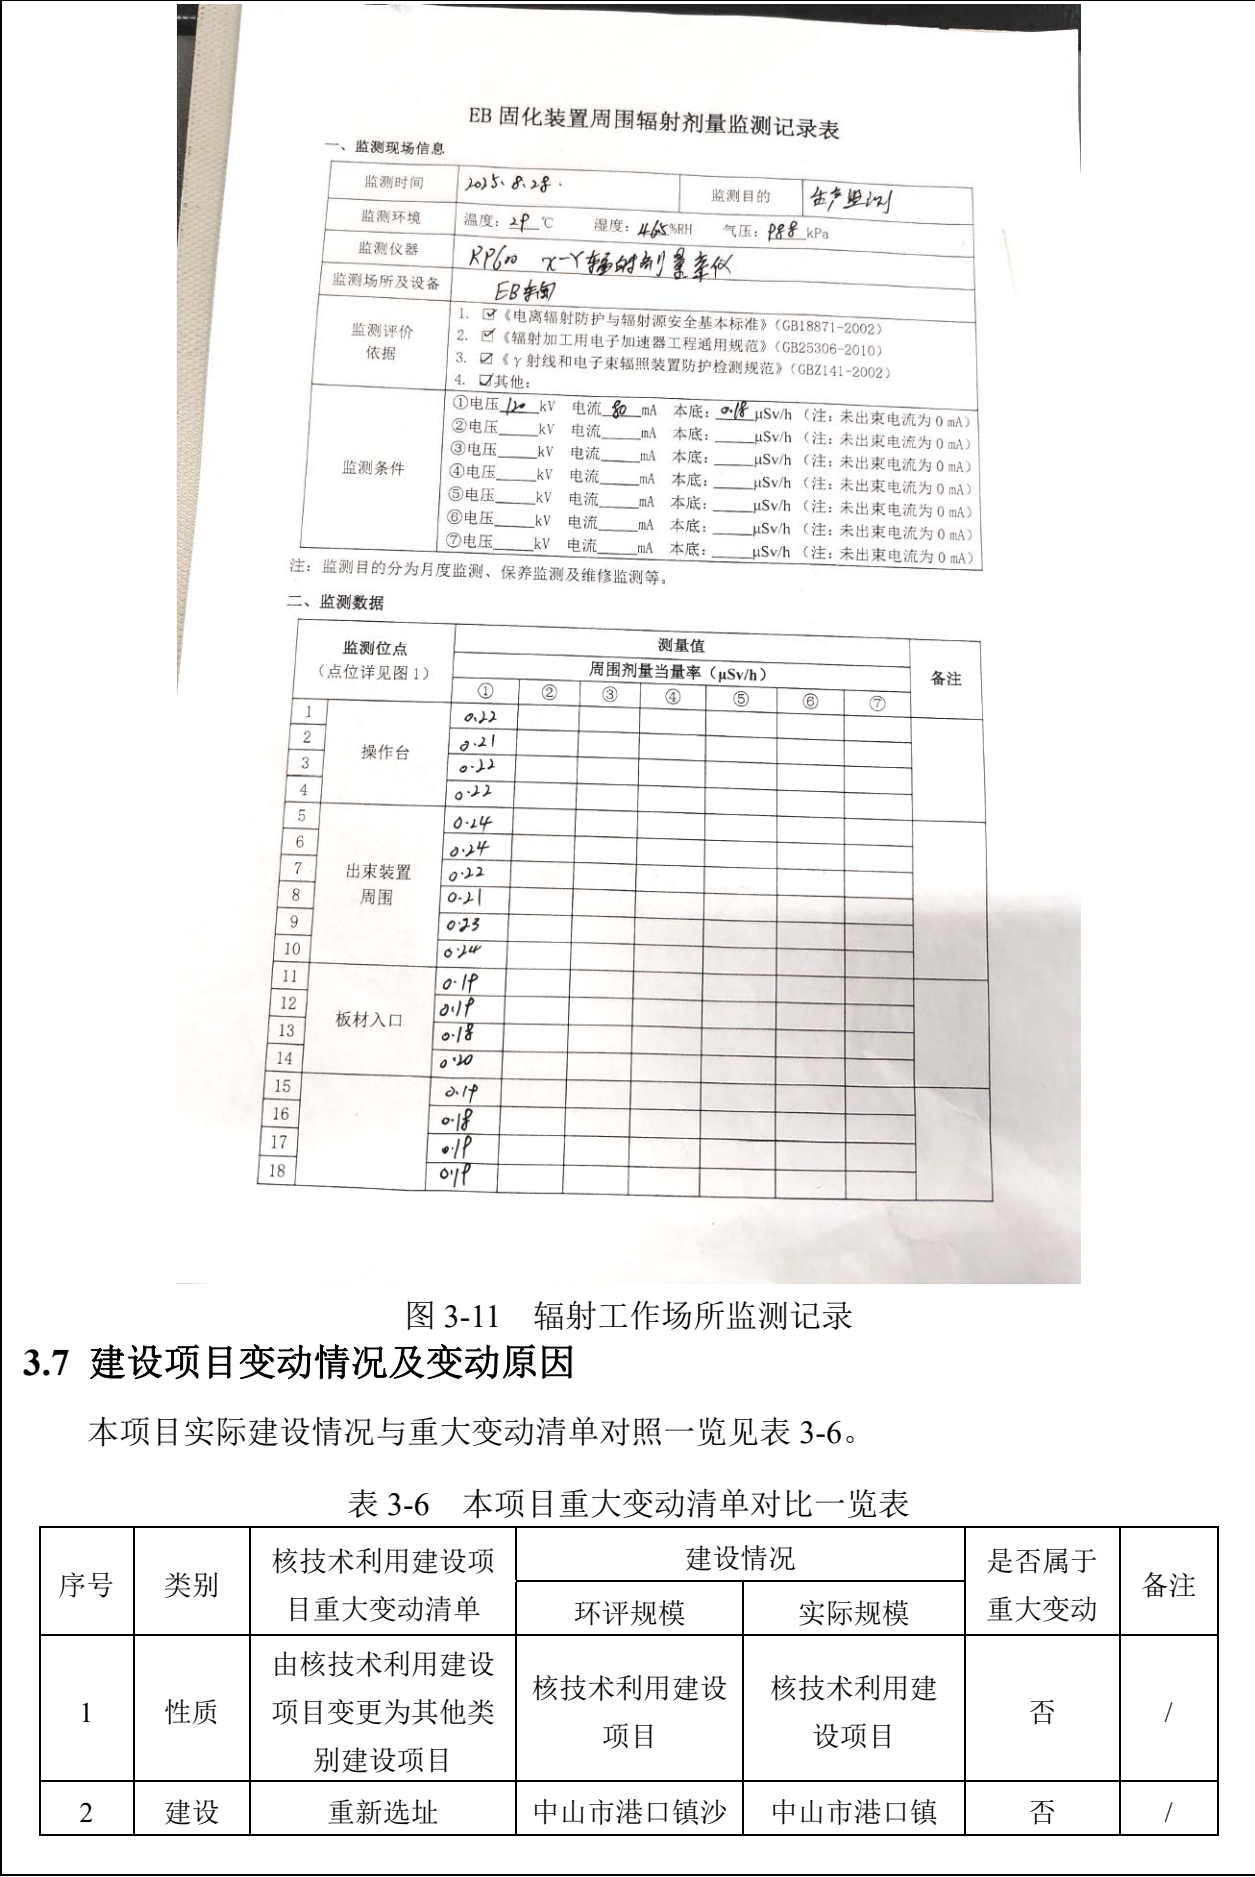 EB 固化装置周围辐射剂量监测记录表
一、监测现场信息
监测时间 2025.8.28. 监测目的 生产监测
监测环境 温度：29 ℃ 湿度：46.5 %RH 气压：988 kPa
监测仪器 RP600 X-γ辐射剂量率仪
监测场所及设备 EB车间
监测评价
依据
1. ☑《电离辐射防护与辐射源安全基本标准》（GB18871-2002）
2. ☑《辐射加工用电子加速器工程通用规范》（GB25306-2010）
3. ☑《γ射线和电子束辐照装置防护检测规范》（GBZ141-2002）
4. ☑其他：
监测条件
①电压 120 kV 电流 80 mA 本底：0.18 μSv/h （注：未出束电流为 0 mA）
②电压____kV 电流____mA 本底：____μSv/h （注：未出束电流为 0 mA）
③电压____kV 电流____mA 本底：____μSv/h （注：未出束电流为 0 mA）
④电压____kV 电流____mA 本底：____μSv/h （注：未出束电流为 0 mA）
⑤电压____kV 电流____mA 本底：____μSv/h （注：未出束电流为 0 mA）
⑥电压____kV 电流____mA 本底：____μSv/h （注：未出束电流为 0 mA）
⑦电压____kV 电流____mA 本底：____μSv/h （注：未出束电流为 0 mA）
注：监测目的分为月度监测、保养监测及维修监测等。
二、监测数据
监测位点
（点位详见图 1）
测量值
周围剂量当量率（μSv/h）
备注
① ② ③ ④ ⑤ ⑥ ⑦
操作台
1 0.22
2 0.21
3 0.22
4 0.22
出束装置
周围
5 0.24
6 0.24
7 0.22
8 0.21
9 0.23
10 0.24
板材入口
11 0.19
12 0.19
13 0.18
14 0.20
15 0.19
16 0.18
17 0.19
18 0.19
图 3-11 辐射工作场所监测记录
3.7 建设项目变动情况及变动原因
本项目实际建设情况与重大变动清单对照一览见表 3-6。
表 3-6 本项目重大变动清单对比一览表
序号 类别 核技术利用建设项 建设情况 是否属于 备注
目重大变动清单 环评规模 实际规模 重大变动
由核技术利用建设
1 性质 项目变更为其他类 核技术利用建设 核技术利用建 否 /
别建设项目 项目 设项目
2 建设 重新选址 中山市港口镇沙 中山市港口镇 否 /